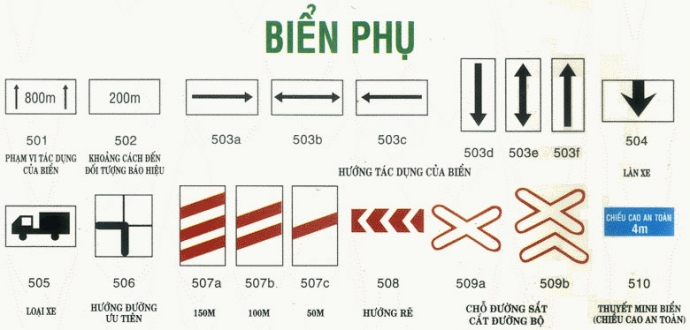 BIỂN PHỤ
800m
200m
501
502
503a
503b
503c
503d
503e
503f
504
PHẠM VI TÁC DỤNG
CỦA BIỂN
KHOẢNG CÁCH ĐẾN
ĐỐI TƯỢNG BÁO HIỆU
HƯỚNG TÁC DỤNG CỦA BIỂN
LÀN XE
CHIỀU CAO AN TOÀN
4m
505
506
507a
507b.
507c
508
509a
509b
510
LOẠI XE
HƯỚNG ĐƯỜNG
ƯU TIÊN
150M
100M
50M
HƯỚNG RẼ
CHỖ ĐƯỜNG SẮT
CẮT ĐƯỜNG BỘ
THUYẾT MINH BIỂN
(CHIỀU CAO AN TOÀN)